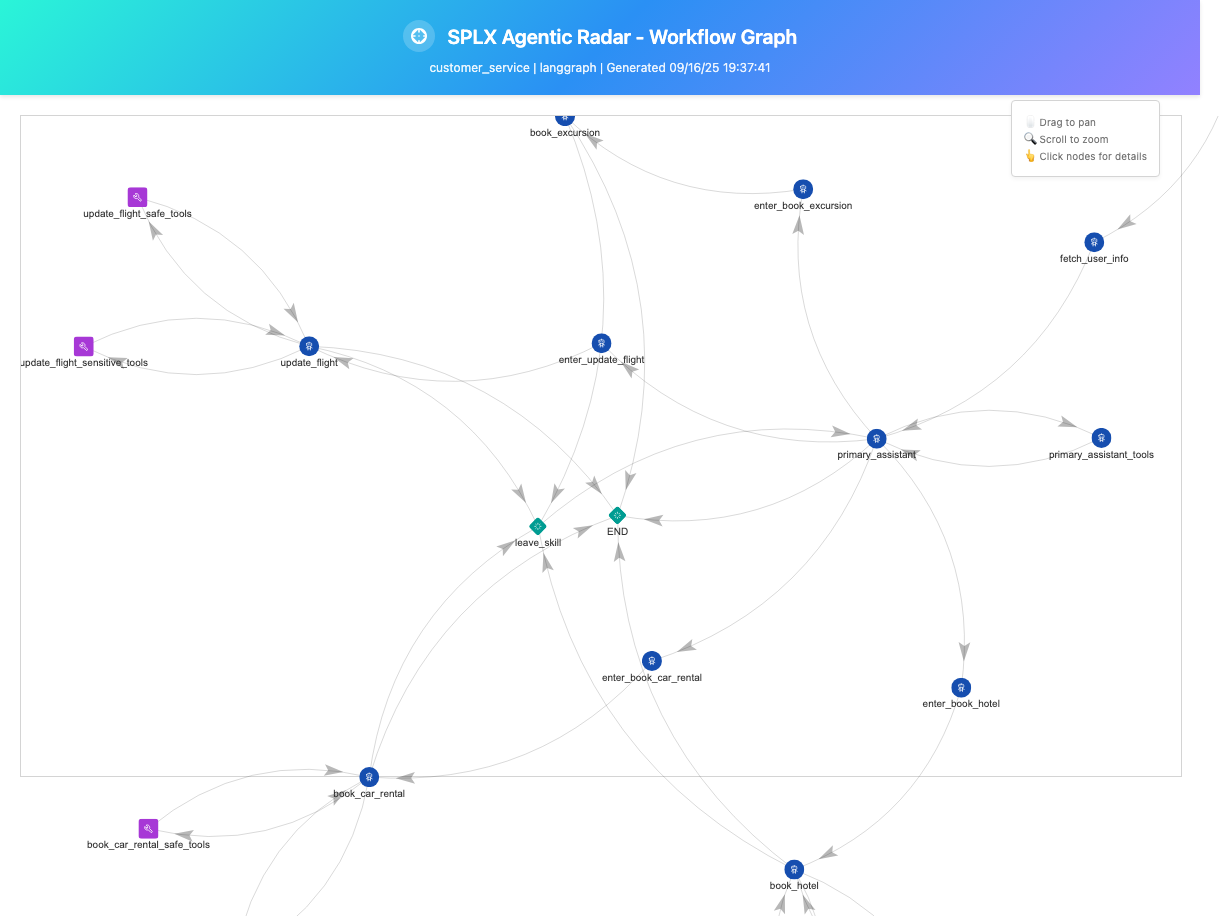 SPLX Agentic Radar - Workflow Graph
customer_service | langgraph | Generated 09/16/25 19:37:41
Drag to pan
Scroll to zoom
Click nodes for details
book_excursion
enter_book_excursion
update_flight_safe_tools
fetch_user_info
update_flight_sensitive_tools
update_flight
enter_update_flight
primary_assistant
primary_assistant_tools
leave_skill
END
enter_book_car_rental
enter_book_hotel
book_car_rental
book_car_rental_safe_tools
book_hotel